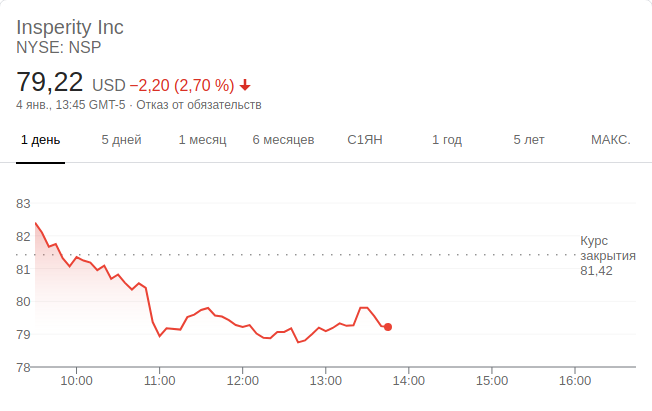 Insperity Inc
NYSE: NSP
79,22 USD −2,20 (2,70 %)
4 янв., 13:45 GMT-5 · Отказ от обязательств
1 день 5 дней 1 месяц 6 месяцев С1ЯН 1 год 5 лет МАКС.
83
82
Курс
закрытия
81,42
81
80
79
78
10:00 11:00 12:00 13:00 14:00 15:00 16:00